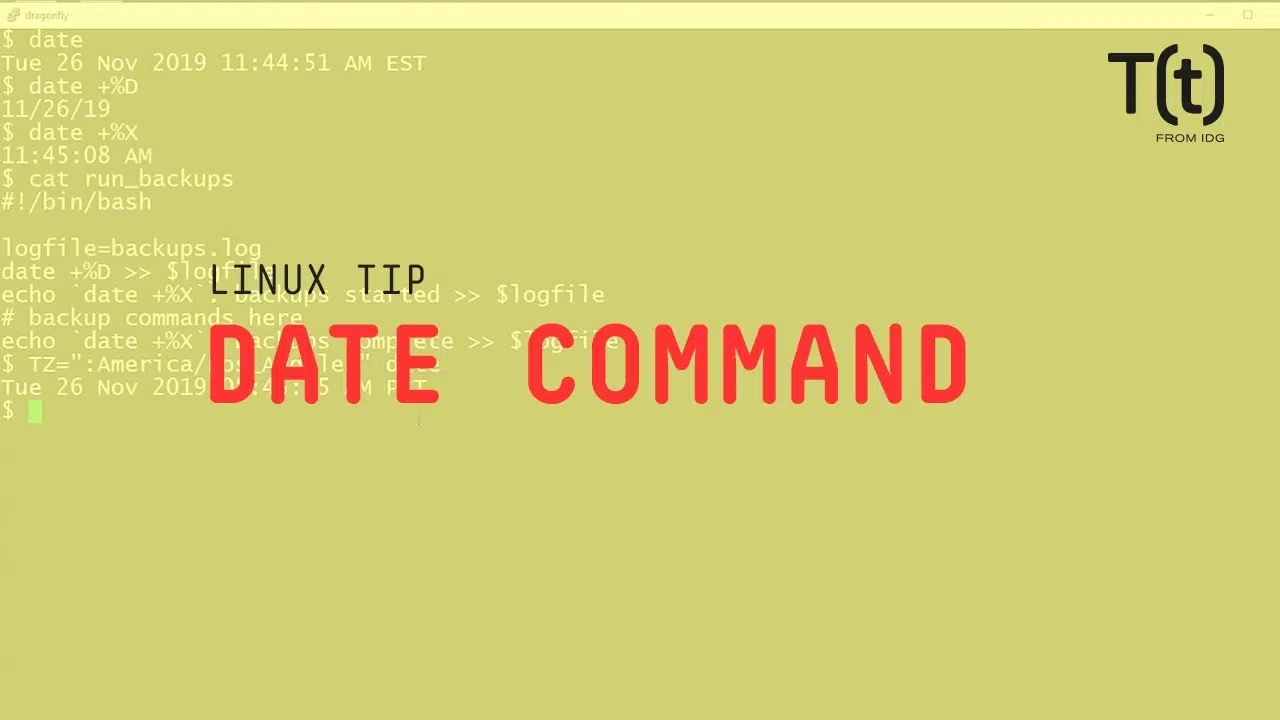 dragonfly
$ date
Tue 26 Nov 2019 11:44:51 AM EST
$ date +%D
11/26/19
$ date +%X
11:45:08 AM
$ cat run_backups
#!/bin/bash
logfile=backups.log
date +%D >> $logfile
echo `date +%X`: backups started >> $logfile
# backup commands here
echo `date +%X` backups complete >> $logfile
$ TZ=":America/Los_Angeles" date
Tue 26 Nov 2019 AM PST
$
LINUX TIP
DATE COMMAND
T(t)
FROM IDG